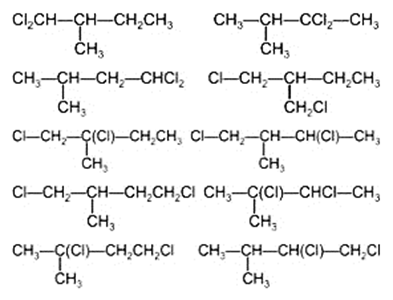 Cl₂CH—CH—CH₂CH₃ CH₃—CH—CCl₂—CH₃
CH₃ CH₃
CH₃—CH—CH₂—CHCl₂ Cl—CH₂—CH—CH₂CH₃
CH₃ CH₂Cl
Cl—CH₂—C(Cl)—CH₂CH₃ Cl—CH₂—CH—CH(Cl)—CH₃
CH₃ CH₃
Cl—CH₂—CH—CH₂CH₂Cl CH₃—C(Cl)—CHCl—CH₃
CH₃ CH₃
CH₃—C(Cl)—CH₂CH₂Cl CH₃—CH—CH(Cl)—CH₂Cl
CH₃ CH₃